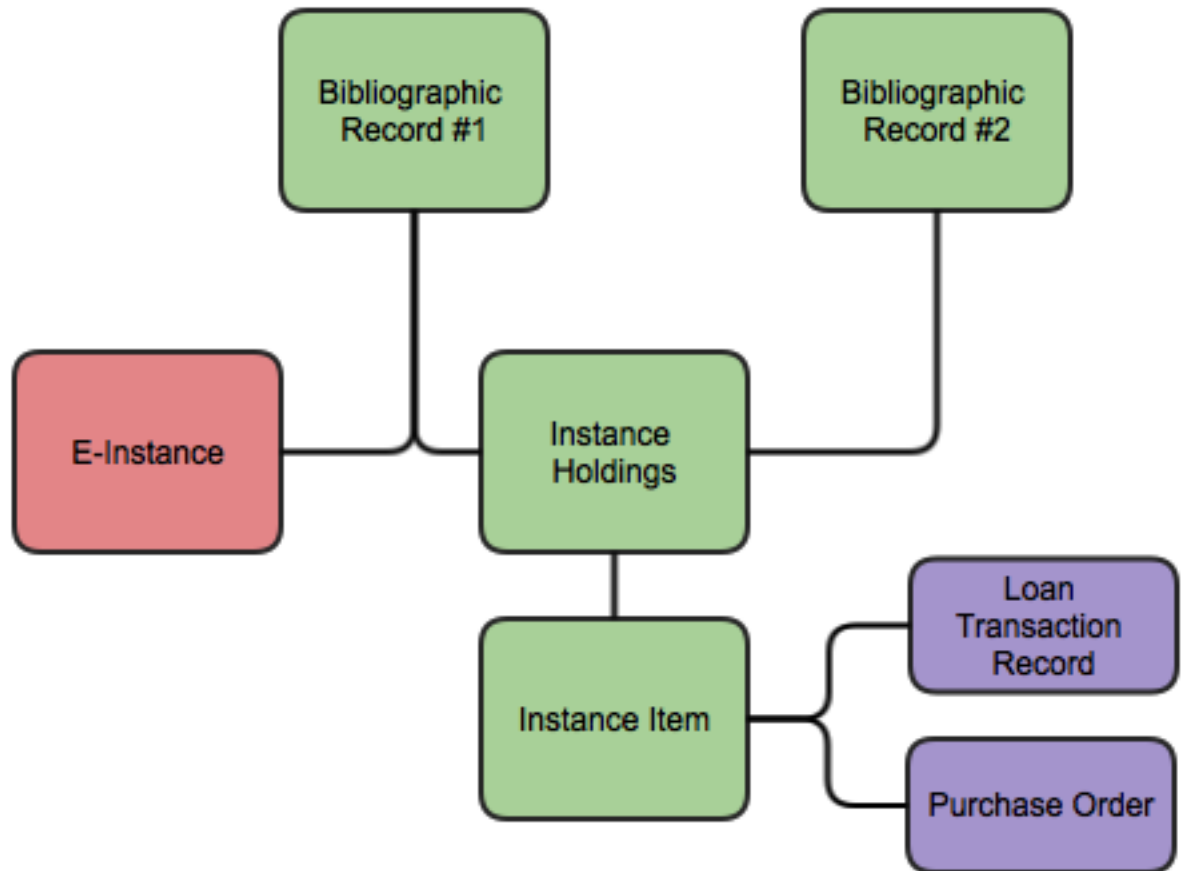 Bibliographic
Record #1
Bibliographic
Record #2
E-Instance
Instance
Holdings
Loan
Transaction
Record
Instance Item
Purchase Order